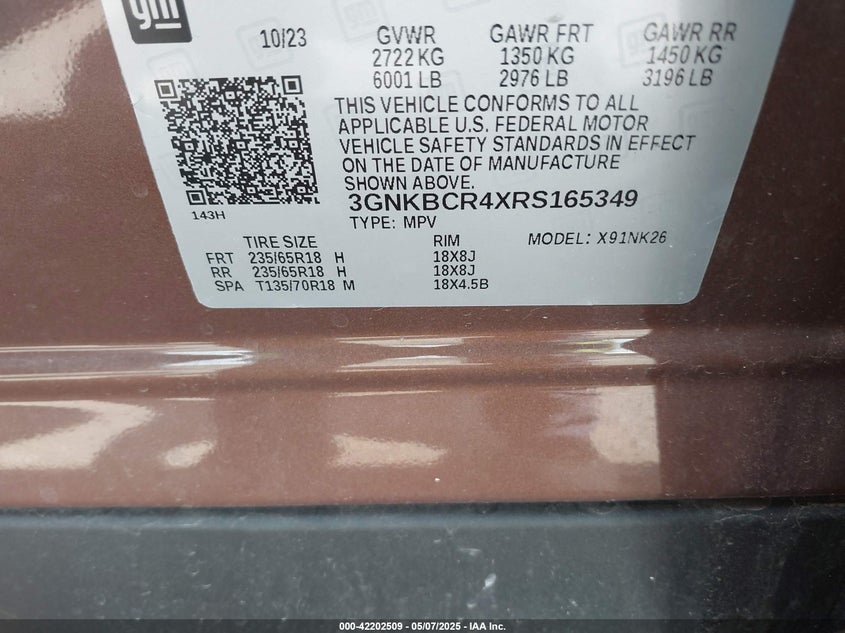 gm
10/23 GVWR GAWR FRT GAWR RR
2722 KG 1350 KG 1450 KG
6001 LB 2976 LB 3196 LB
THIS VEHICLE CONFORMS TO ALL
APPLICABLE U.S. FEDERAL MOTOR
VEHICLE SAFETY STANDARDS IN EFFECT
ON THE DATE OF MANUFACTURE
SHOWN ABOVE.
3GNKBCR4XRS165349
143H
TYPE: MPV MODEL: X91NK26
TIRE SIZE RIM
FRT 235/65R18 H 18X8J
RR 235/65R18 H 18X8J
SPA T135/70R18 M 18X4.5B
000-42202509 - 05/07/2025 - IAA Inc.